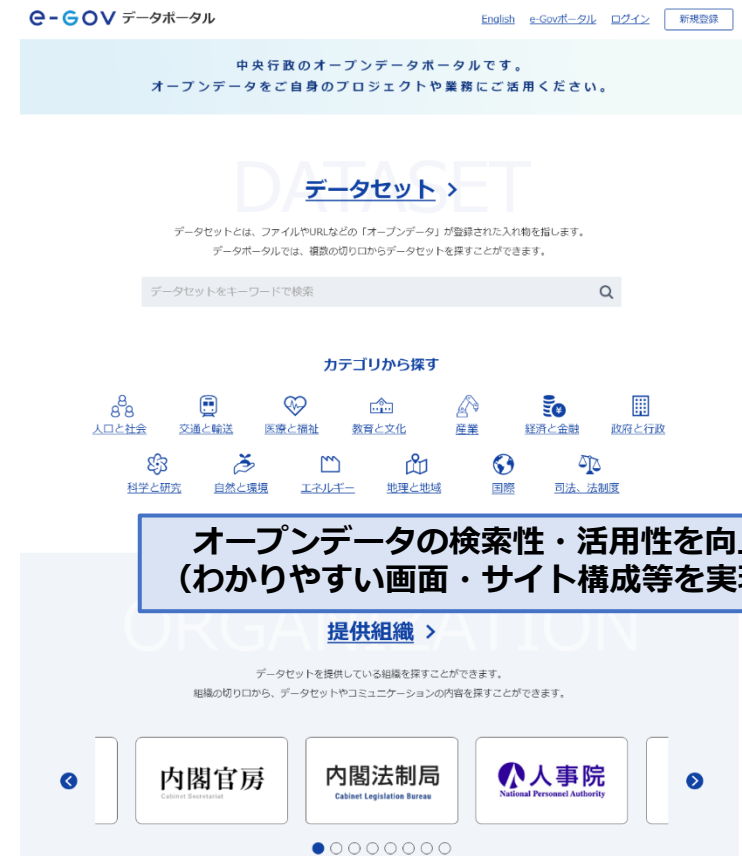 e-GOV データポータル
English e-Govポータル ログイン 新規登録
中央行政のオープンデータポータルです。
オープンデータをご自身のプロジェクトや業務にご活用ください。
DATASET
データセット >
データセットとは、ファイルやURLなどの「オープンデータ」が登録された入れ物を指します。
データポータルでは、複数の切り口からデータセットを探すことができます。
データセットをキーワードで検索
カテゴリから探す
人口と社会 交通と輸送 医療と福祉 教育と文化 産業 経済と金融 政府と行政
科学と研究 自然と環境 エネルギー 地理と地域 国際 司法、法制度
オープンデータの検索性・活用性を向
(わかりやすい画面・サイト構成等を実
ORGANIZATION
提供組織 >
データセットを提供している組織を探すことができます。
組織の切り口から、データセットやコミュニケーションの内容を探すことができます。
内閣官房 内閣法制局 人事院
Cabinet Secretariat Cabinet Legislation Bureau National Personnel Authority